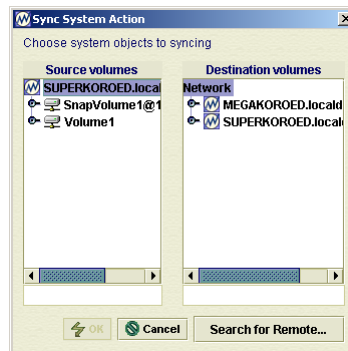 Sync System Action
Choose system objects to syncing
Source volumes
SUPERKOROED.local
SnapVolume1@1
Volume1
Destination volumes
Network
MEGAKOROED.locald
SUPERKOROED.locald
OK
Cancel
Search for Remote...